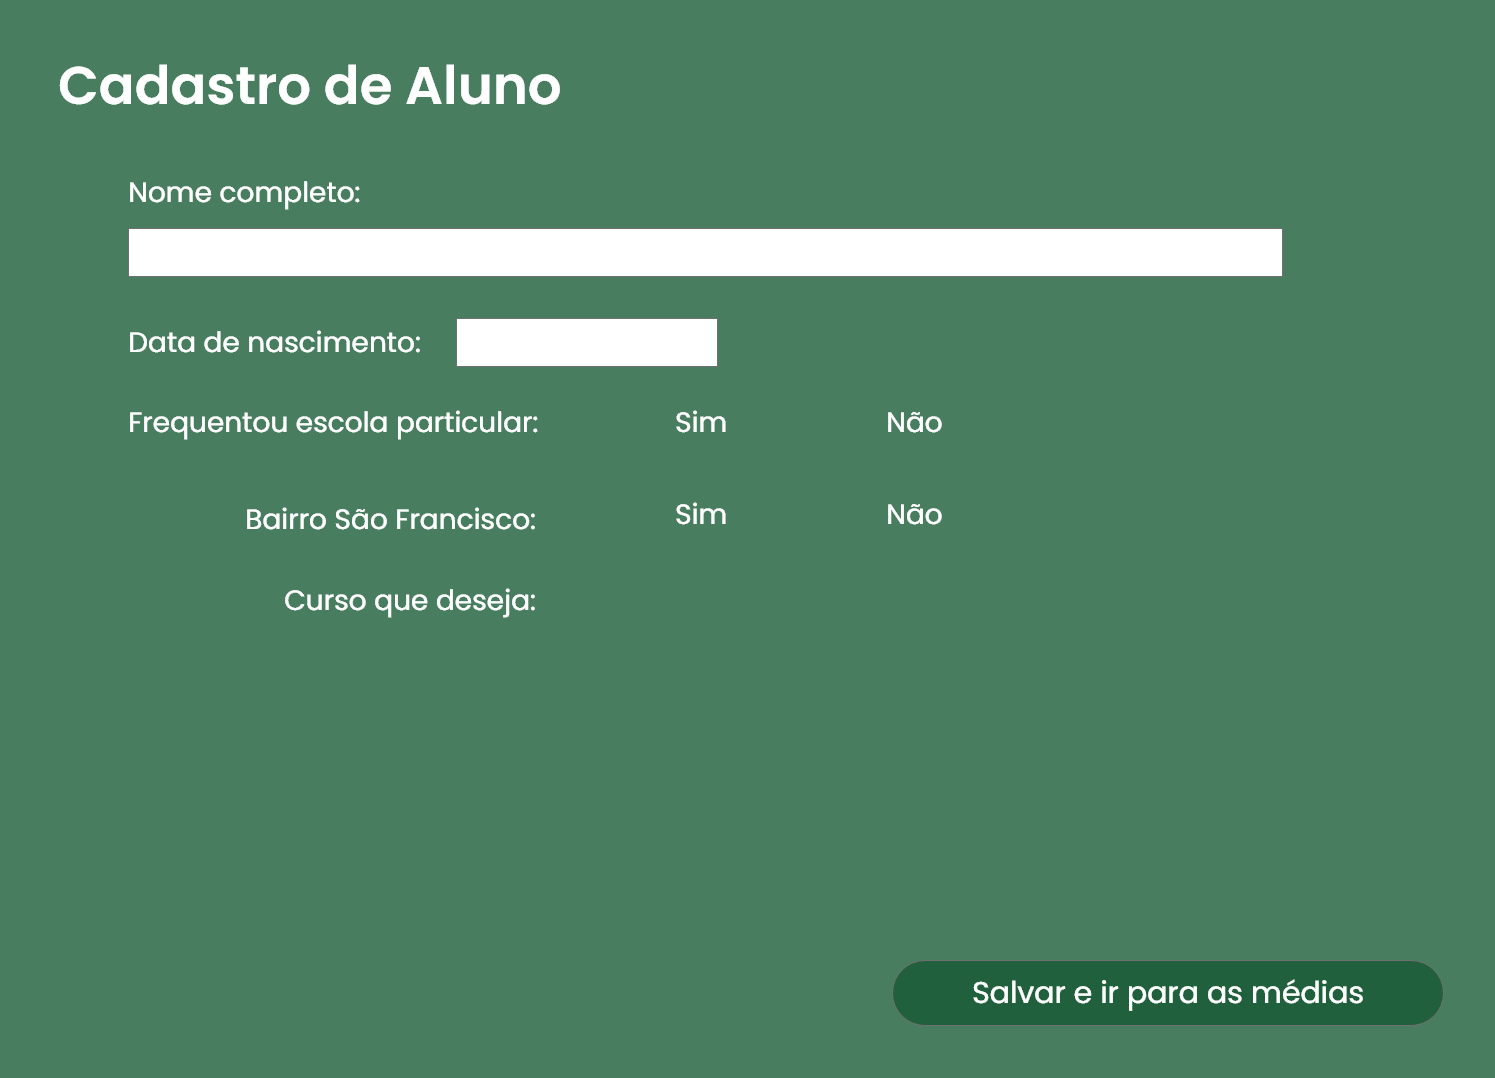 Cadastro de Aluno
Nome completo:
Data de nascimento:
Frequentou escola particular: Sim Não
Bairro São Francisco: Sim Não
Curso que deseja:
Salvar e ir para as médias